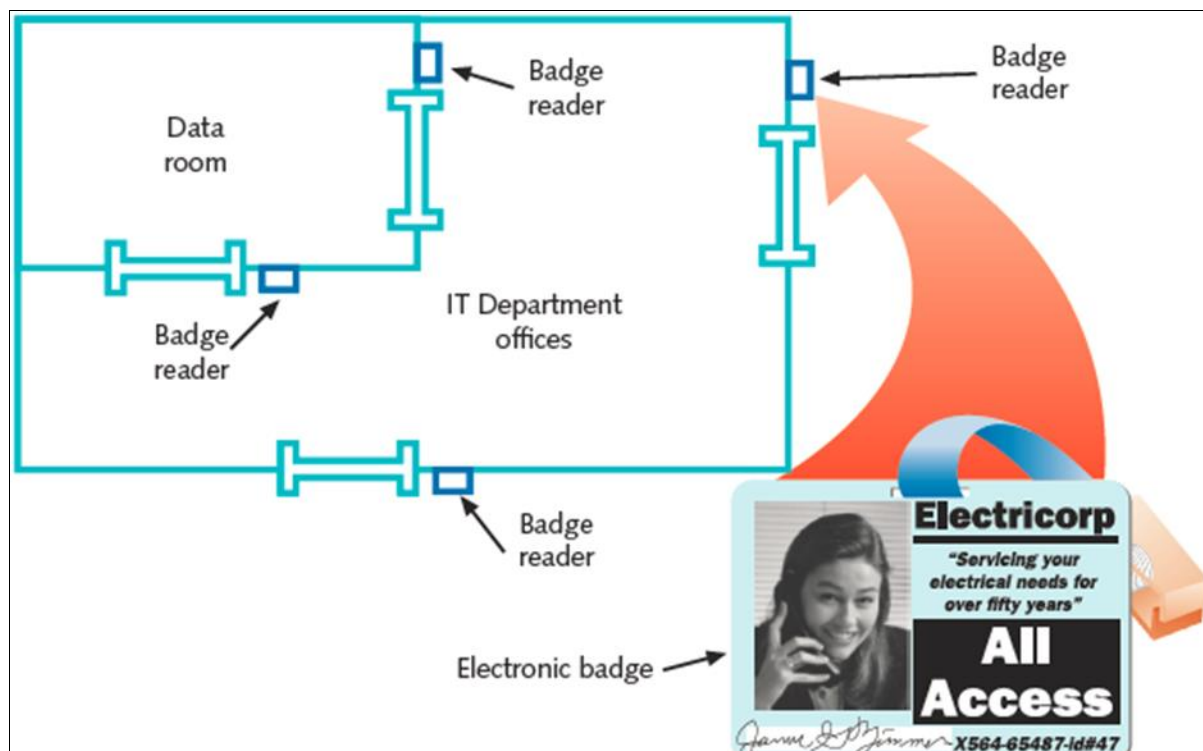 Badge
reader
Badge
reader
Data
room
IT Department
offices
Badge
reader
Badge
reader
Electricorp
"Servicing your
electrical needs for
over fifty years"
All
Access
Electronic badge
X564-65487-id#47